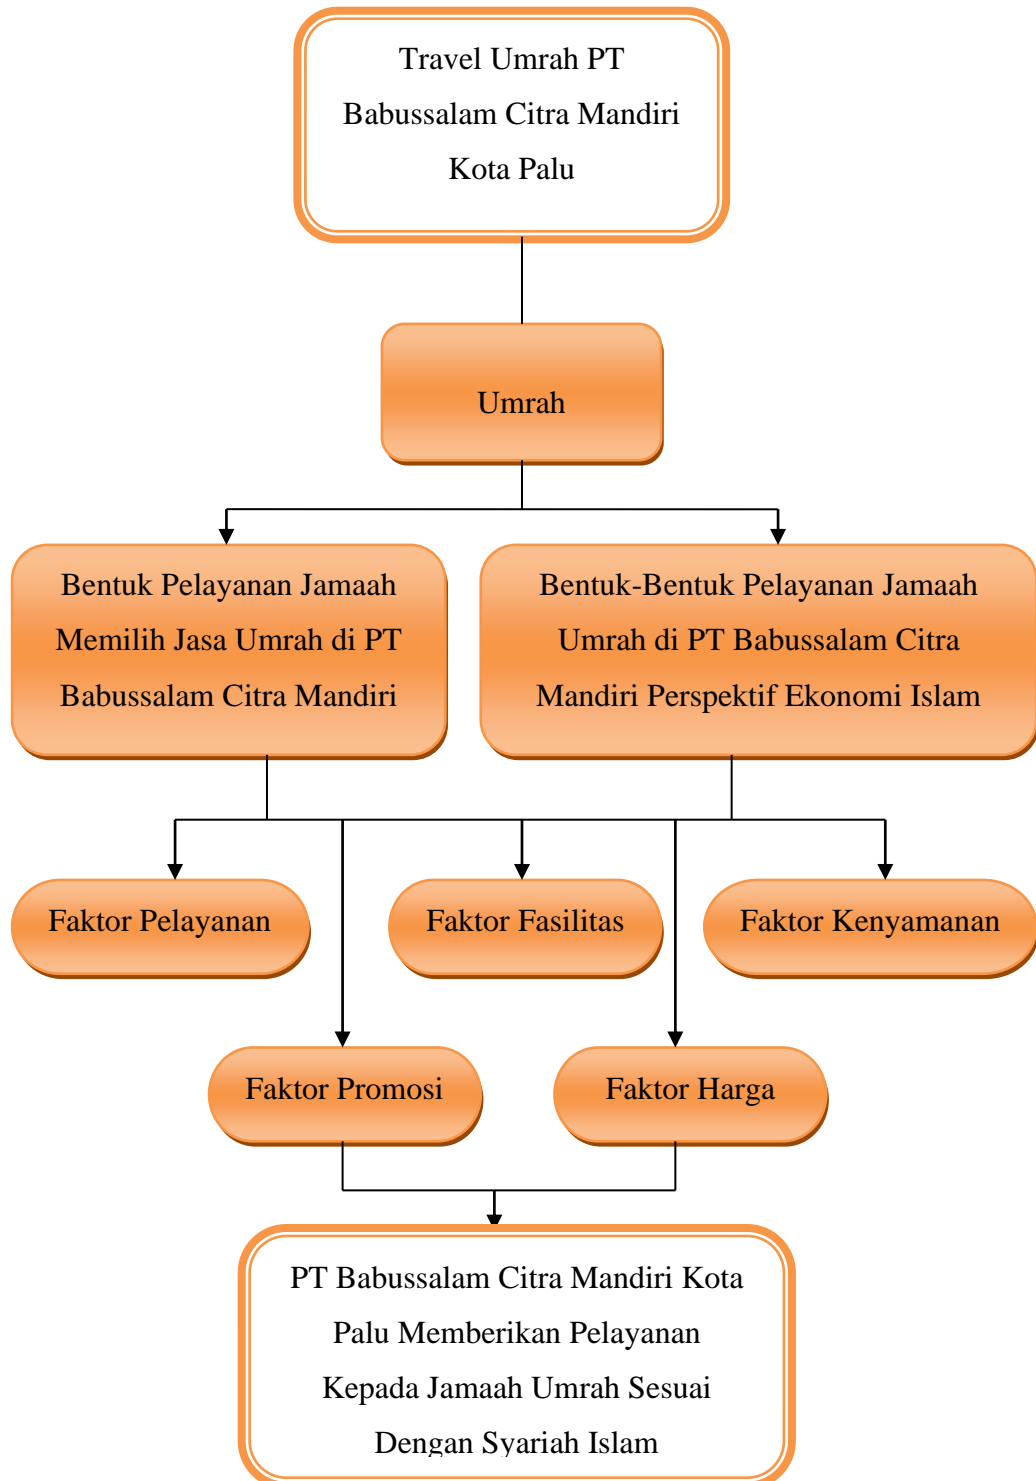 Travel Umrah PT
Babussalam Citra Mandiri
Kota Palu
Umrah
Bentuk Pelayanan Jamaah
Memilih Jasa Umrah di PT
Babussalam Citra Mandiri
Bentuk-Bentuk Pelayanan Jamaah
Umrah di PT Babussalam Citra
Mandiri Perspektif Ekonomi Islam
Faktor Pelayanan
Faktor Fasilitas
Faktor Kenyamanan
Faktor Promosi
Faktor Harga
PT Babussalam Citra Mandiri Kota
Palu Memberikan Pelayanan
Kepada Jamaah Umrah Sesuai
Dengan Syariah Islam